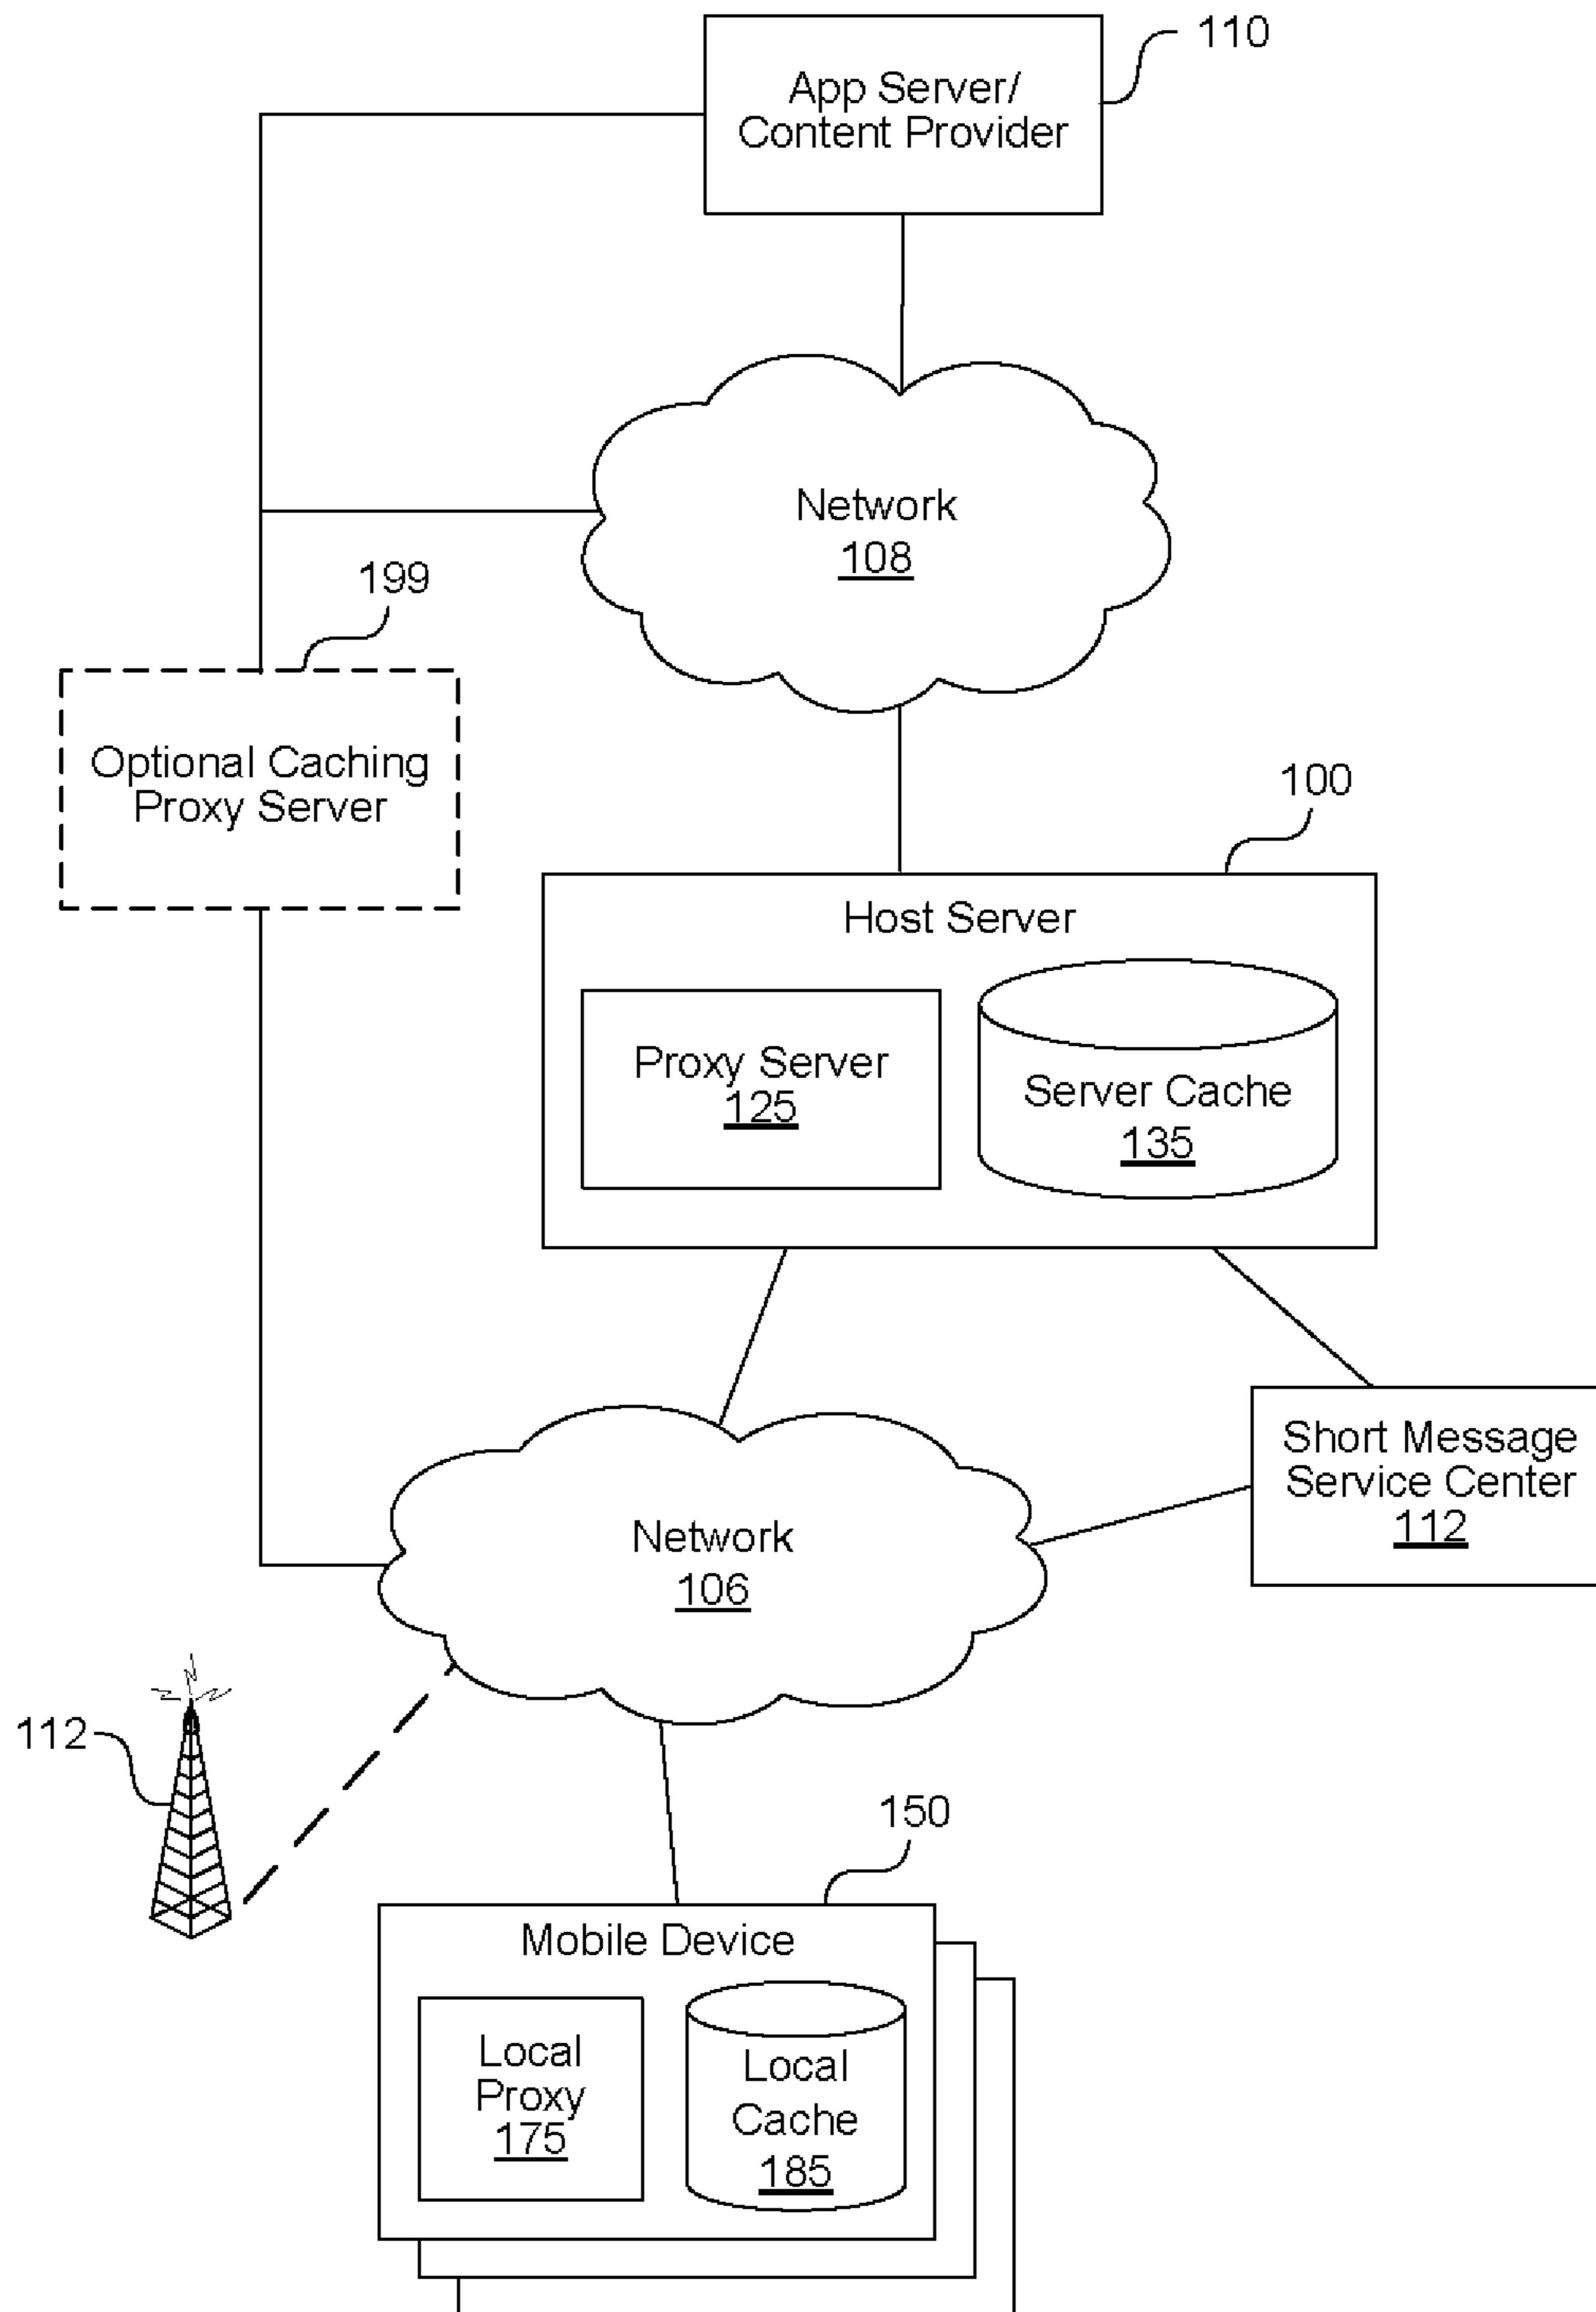 110
App Server/
Content Provider
Network
108
199
Optional Caching
Proxy Server
100
Host Server
Proxy Server
125
Server Cache
135
Short Message
Service Center
112
Network
106
112
150
Mobile Device
Local
Proxy
175
Local
Cache
185